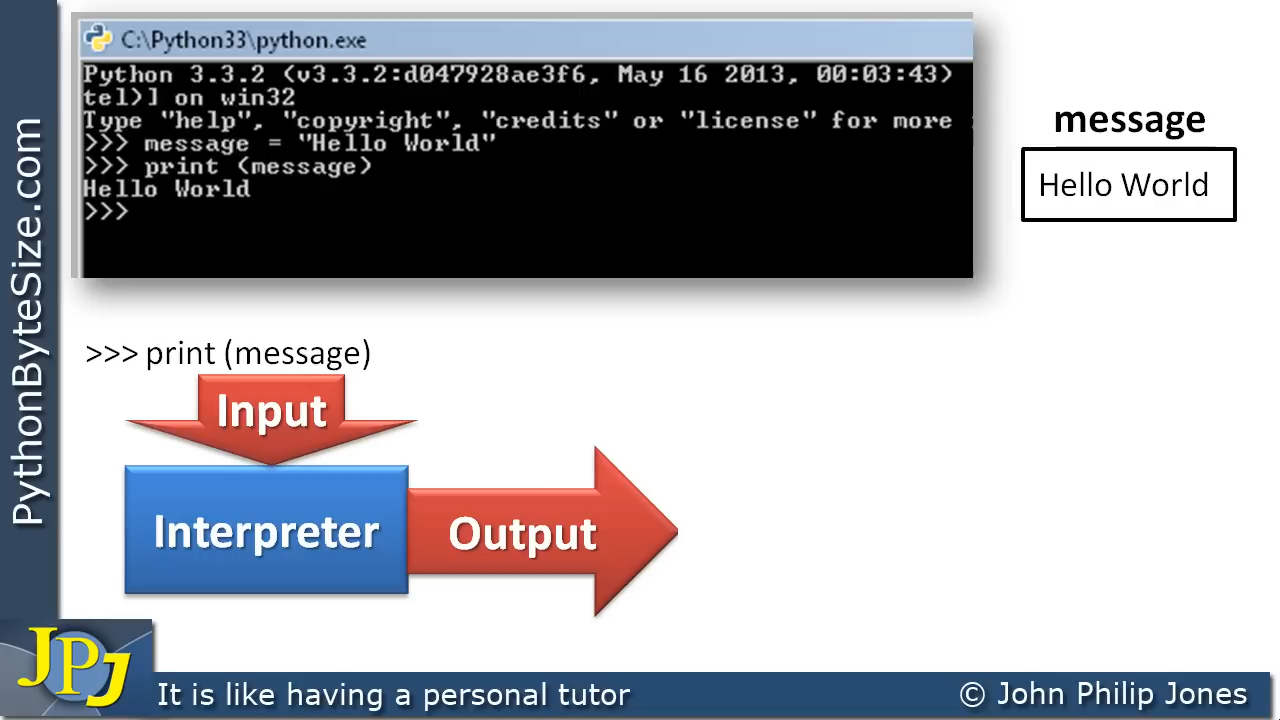 C:\Python33\python.exe
Python 3.3.2 (v3.3.2:d047928ae3f6, May 16 2013, 00:03:43)
tel)] on win32
Type "help", "copyright", "credits" or "license" for more
>>> message = "Hello World"
>>> print (message)
Hello World
>>>
message
Hello World
>>> print (message)
Input
Interpreter
Output
PythonByteSize.com
JPJ
It is like having a personal tutor
© John Philip Jones